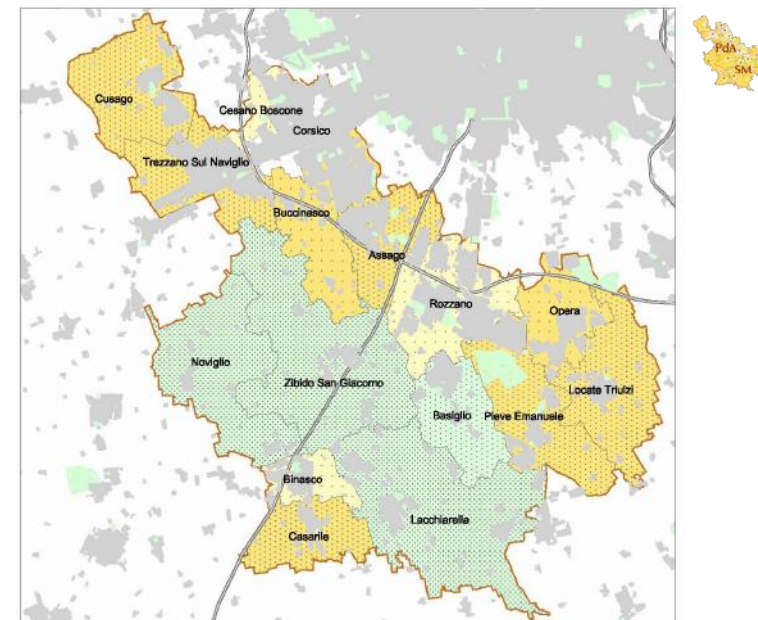 PdA
SM
Cusago
Cesano Boscone
Corsico
Trezzano Sul Naviglio
Buccinasco
Assago
Rozzano
Opera
Noviglio
Zibido San Giacomo
Locate Triulzi
Basiglio
Pieve Emanuele
Binasco
Lacchiarella
Casarile